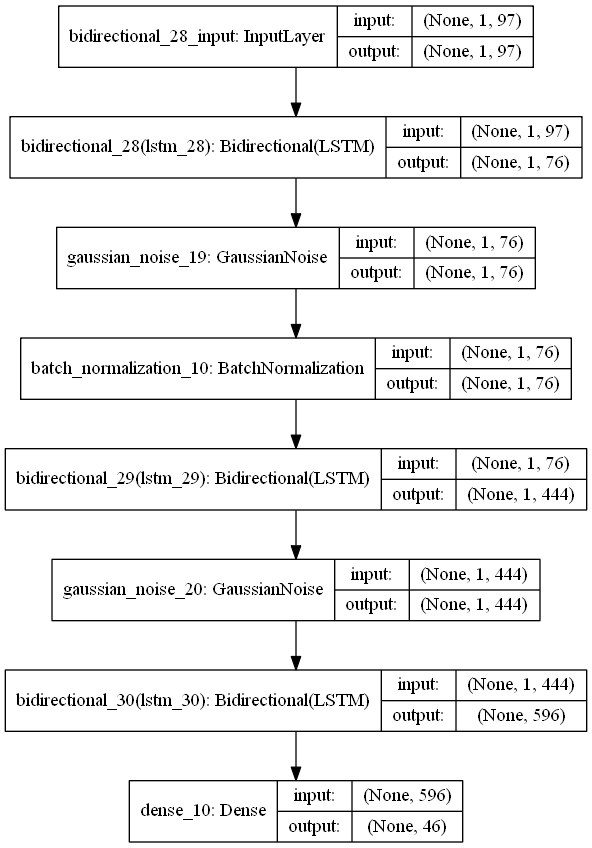 bidirectional_28_input: InputLayer
input: (None, 1, 97)
output: (None, 1, 97)
bidirectional_28(lstm_28): Bidirectional(LSTM)
input: (None, 1, 97)
output: (None, 1, 76)
gaussian_noise_19: GaussianNoise
input: (None, 1, 76)
output: (None, 1, 76)
batch_normalization_10: BatchNormalization
input: (None, 1, 76)
output: (None, 1, 76)
bidirectional_29(lstm_29): Bidirectional(LSTM)
input: (None, 1, 76)
output: (None, 1, 444)
gaussian_noise_20: GaussianNoise
input: (None, 1, 444)
output: (None, 1, 444)
bidirectional_30(lstm_30): Bidirectional(LSTM)
input: (None, 1, 444)
output: (None, 596)
dense_10: Dense
input: (None, 596)
output: (None, 46)